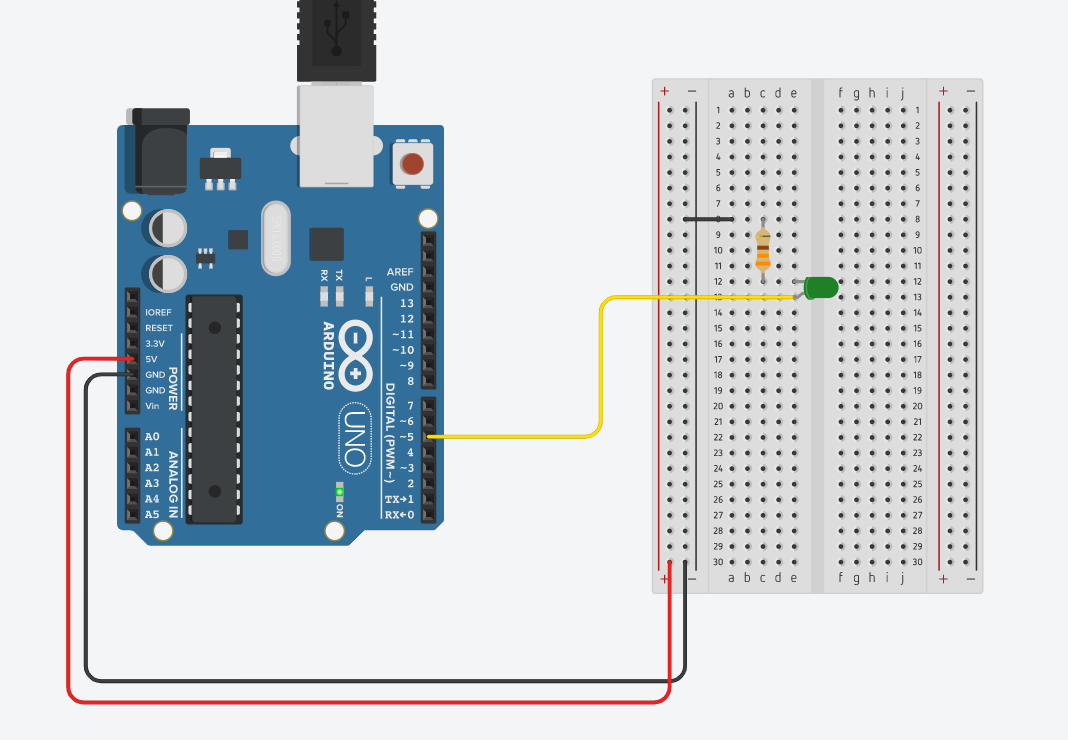 AREF
GND
13
12
~11
~10
~9
8
7
~6
~5
4
~3
2
TX→1
RX←0
DIGITAL (PWM~)
IOREF
RESET
3.3V
5V
GND
GND
Vin
POWER
A0
A1
A2
A3
A4
A5
ANALOG IN
RX
TX
L
ARDUINO
UNO
ON
+ − a b c d e f g h i j + −
1 1
2 2
3 3
4 4
5 5
6 6
7 7
8 8
9 9
10 10
11 11
12 12
13 13
14 14
15 15
16 16
17 17
18 18
19 19
20 20
21 21
22 22
23 23
24 24
25 25
26 26
27 27
28 28
29 29
30 30
+ − a b c d e f g h i j + −